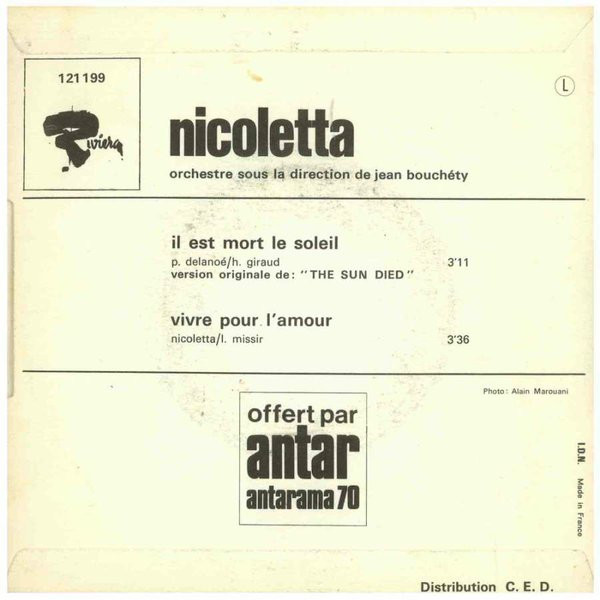 121199
Riviera
L
nicoletta
orchestre sous la direction de jean bouchéty
il est mort le soleil
p. delanoé/h. giraud 3'11
version originale de: "THE SUN DIED"
vivre pour l'amour
nicoletta/l. missir 3'36
Photo: Alain Marouani
offert par
antar
antarama 70
I.D.N. Made in France
Distribution C. E. D.